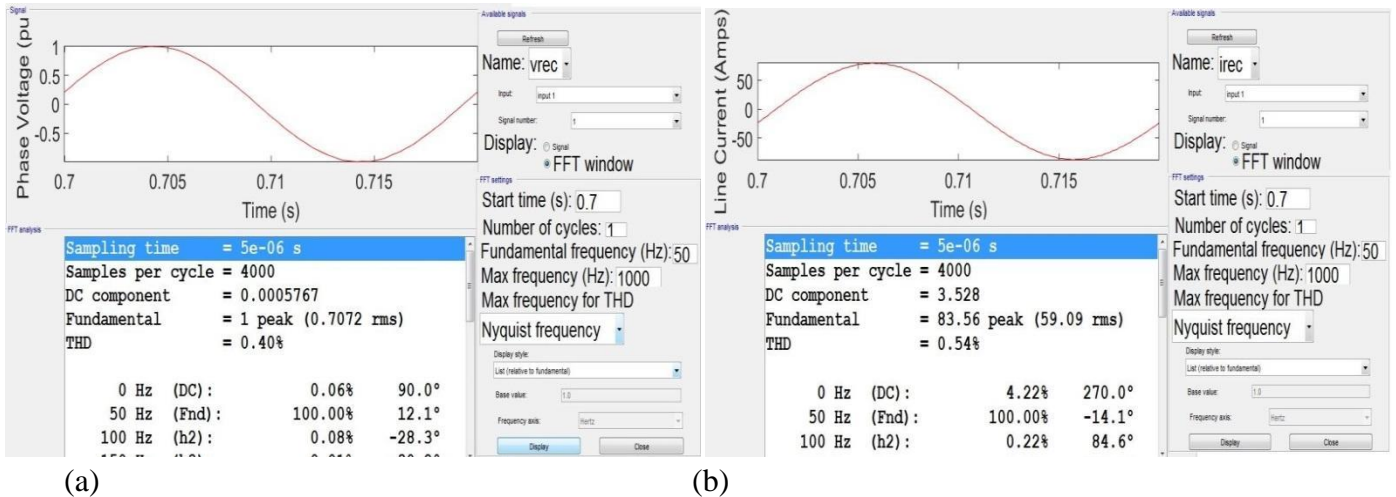 Signal
Phase Voltage (pu
1
0.5
0
-0.5
0.7 0.705 0.71 0.715
Time (s)
Available signals
Refresh
Name: vrec
Input: input 1
Signal number: 1
Display: Signal
FFT window
FFT settings
Start time (s): 0.7
Number of cycles: 1
Fundamental frequency (Hz): 50
Max frequency (Hz): 1000
Max frequency for THD
Nyquist frequency
Display style:
List (relative to fundamental)
Base value: 1.0
Frequency axis: Hertz
Display Close
FFT analysis
Sampling time = 5e-06 s
Samples per cycle = 4000
DC component = 0.0005767
Fundamental = 1 peak (0.7072 rms)
THD = 0.40%
0 Hz (DC): 0.06% 90.0°
50 Hz (Fnd): 100.00% 12.1°
100 Hz (h2): 0.08% -28.3°
(a)
Signal
Line Current (Amps)
50
0
-50
0.7 0.705 0.71 0.715
Time (s)
Available signals
Refresh
Name: irec
Input: input 1
Signal number: 1
Display: Signal
FFT window
FFT settings
Start time (s): 0.7
Number of cycles: 1
Fundamental frequency (Hz): 50
Max frequency (Hz): 1000
Max frequency for THD
Nyquist frequency
Display style:
List (relative to fundamental)
Base value: 1.0
Frequency axis: Hertz
Display Close
FFT analysis
Sampling time = 5e-06 s
Samples per cycle = 4000
DC component = 3.528
Fundamental = 83.56 peak (59.09 rms)
THD = 0.54%
0 Hz (DC): 4.22% 270.0°
50 Hz (Fnd): 100.00% -14.1°
100 Hz (h2): 0.22% 84.6°
(b)